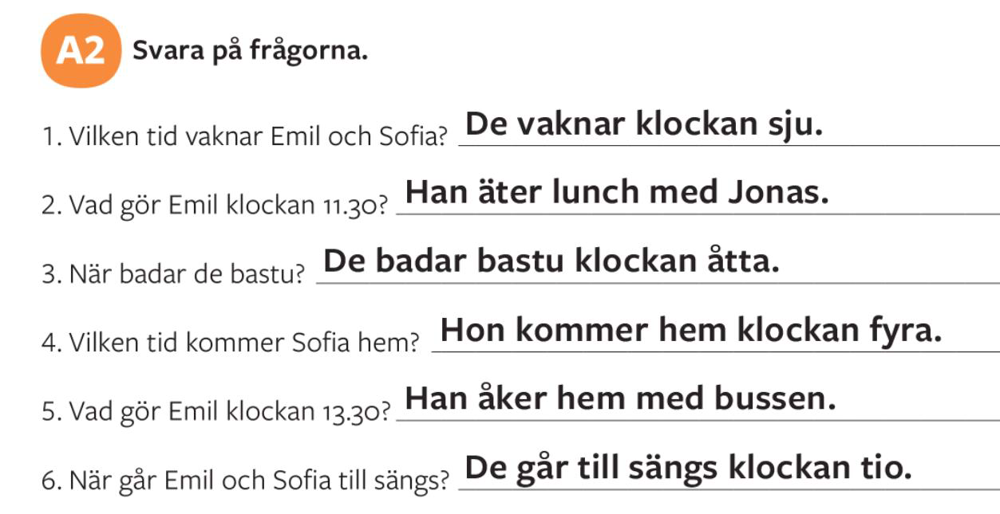 A2 Svara på frågorna.
1. Vilken tid vaknar Emil och Sofia? De vaknar klockan sju.
2. Vad gör Emil klockan 11.30? Han äter lunch med Jonas.
3. När badar de bastu? De badar bastu klockan åtta.
4. Vilken tid kommer Sofia hem? Hon kommer hem klockan fyra.
5. Vad gör Emil klockan 13.30? Han åker hem med bussen.
6. När går Emil och Sofia till sängs? De går till sängs klockan tio.